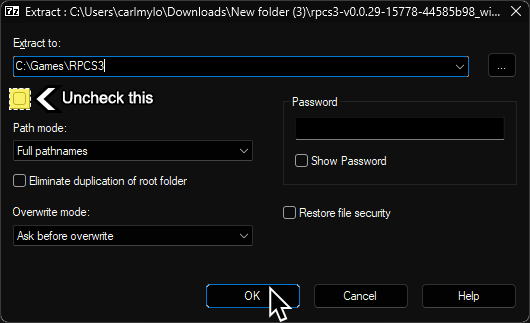 Extract : C:\Users\carlmylo\Downloads\New folder (3)\rpcs3-v0.0.29-15778-44585b98_wi...
Extract to:
C:\Games\RPCS3
...
Uncheck this
Path mode:
Full pathnames
Eliminate duplication of root folder
Overwrite mode:
Ask before overwrite
Password
Show Password
Restore file security
OK
Cancel
Help